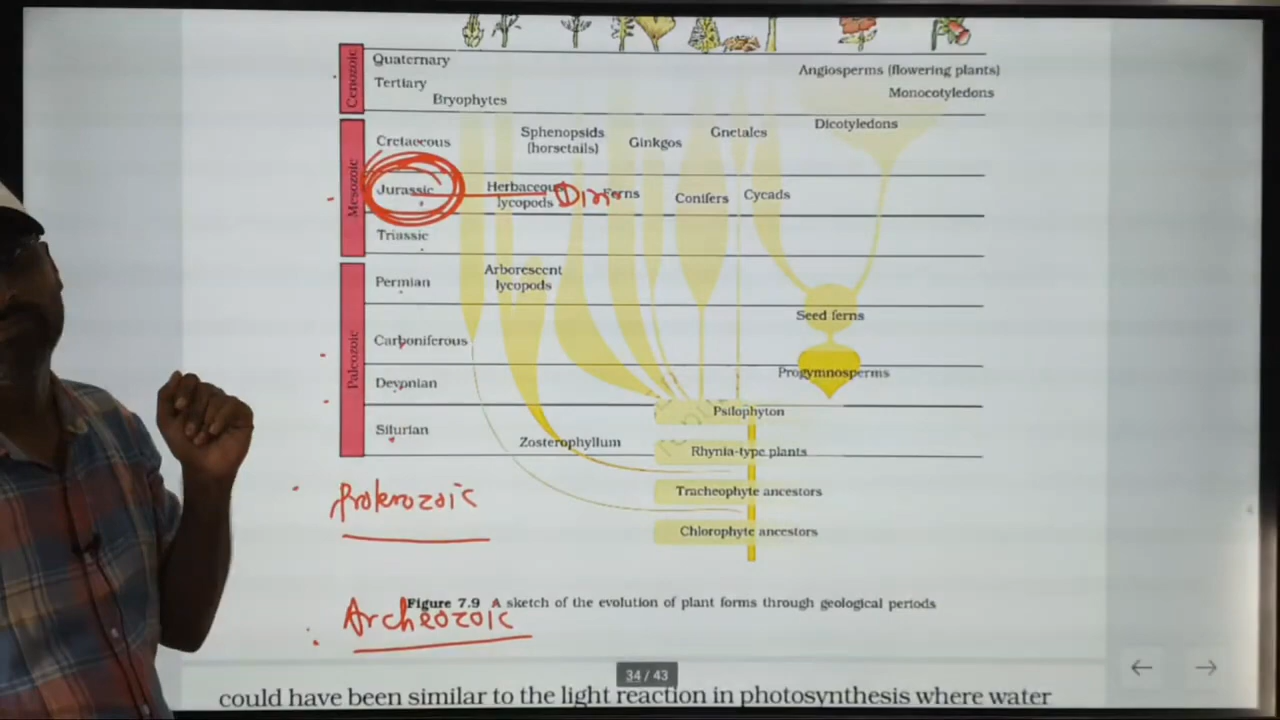 Cenozoic
Quaternary
Tertiary
Bryophytes
Angiosperms (flowering plants)
Monocotyledons
Mesozoic
Cretaceous
Sphenopsids
(horsetails)
Ginkgos
Gnetales
Dicotyledons
Jurassic
Herbaceous
lycopods
Ferns
Conifers
Cycads
Triassic
Paleozoic
Permian
Arborescent
lycopods
Seed ferns
Carboniferous
Progymnosperms
Devonian
Psilophyton
Silurian
Zosterophyllum
Rhynia-type plants
Tracheophyte ancestors
Chlorophyte ancestors
Proterozoic
Figure 7.9 A sketch of the evolution of plant forms through geological periods
Archeozoic
34 / 43
could have been similar to the light reaction in photosynthesis where water